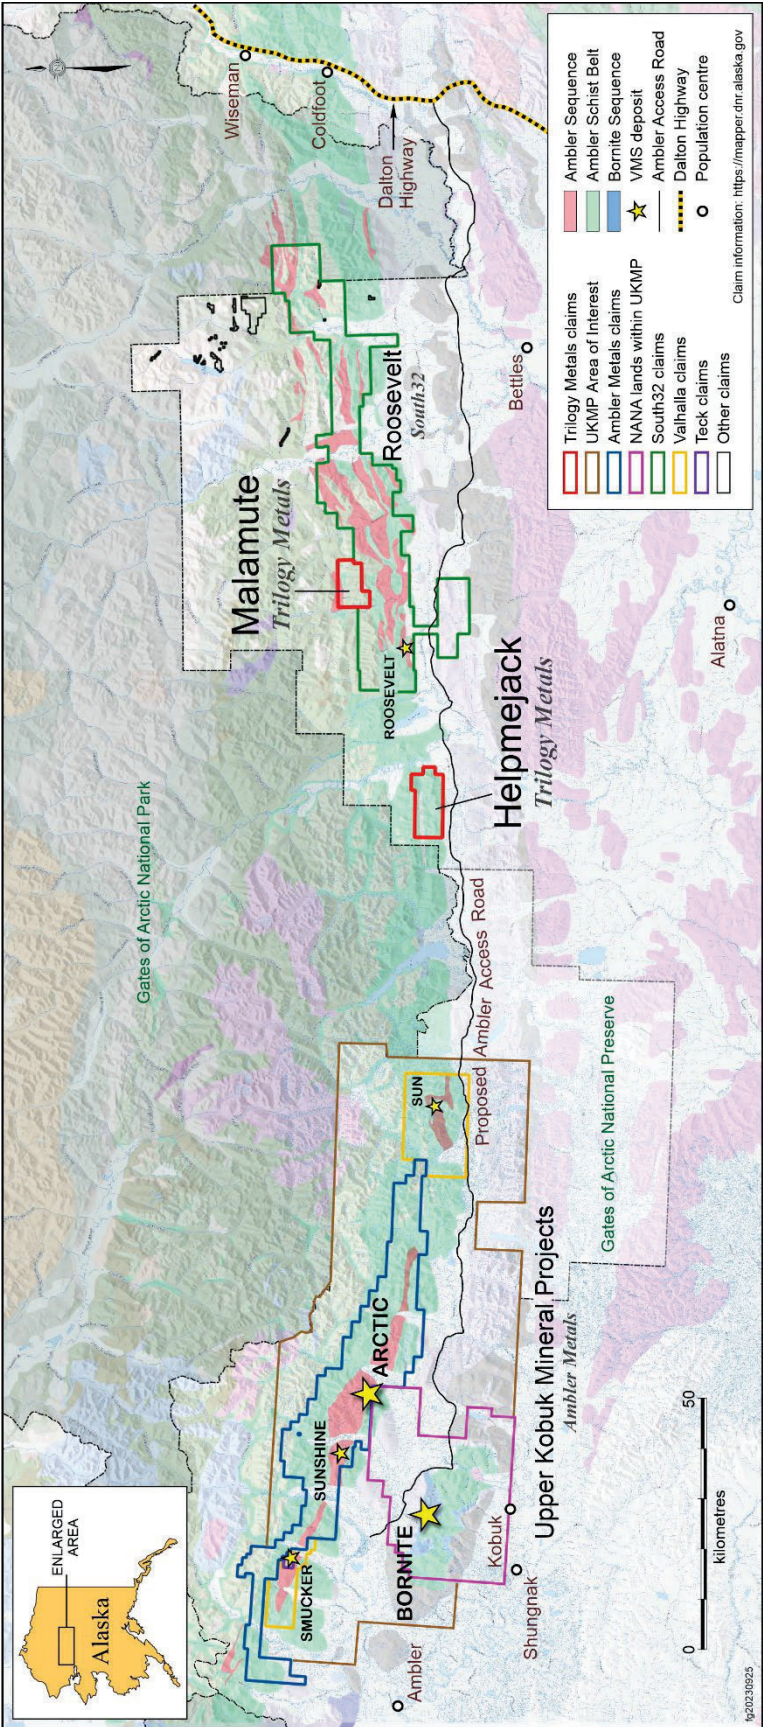 ENLARGED
AREA
Alaska
Gates of Arctic National Park
Malamute
Trilogy Metals
Wiseman
Coldfoot
Dalton
Highway
Roosevelt
South32
ROOSEVELT
Helpmejack
Trilogy Metals
Bettles
Alatna
SMUCKER
SUNSHINE
ARCTIC
BORNITE
SUN
Proposed Ambler Access Road
Ambler
Shungnak
Kobuk
Upper Kobuk Mineral Projects
Ambler Metals
Gates of Arctic National Preserve
0
50
kilometres
Trilogy Metals claims
UKMP Area of Interest
Ambler Metals claims
NANA lands within UKMP
South32 claims
Valhalla claims
Teck claims
Other claims
Ambler Sequence
Ambler Schist Belt
Bornite Sequence
VMS deposit
Ambler Access Road
Dalton Highway
Population centre
Claim information: https://mapper.dnr.alaska.gov
fg20230925